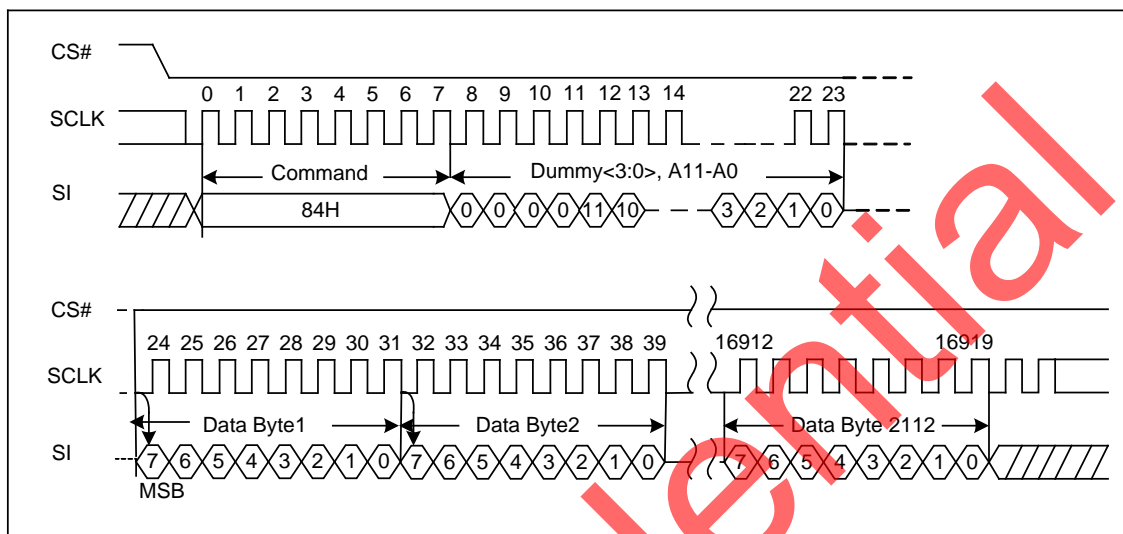 CS#
0 1 2 3 4 5 6 7 8 9 10 11 12 13 14 22 23
SCLK
Command Dummy<3:0>, A11-A0
SI
84H 0 0 0 0 11 10 3 2 1 0
CS#
24 25 26 27 28 29 30 31 32 33 34 35 36 37 38 39 16912 16919
SCLK
Data Byte1 Data Byte2 Data Byte 2112
SI
7 6 5 4 3 2 1 0 7 6 5 4 3 2 1 0 7 6 5 4 3 2 1 0
MSB
lential